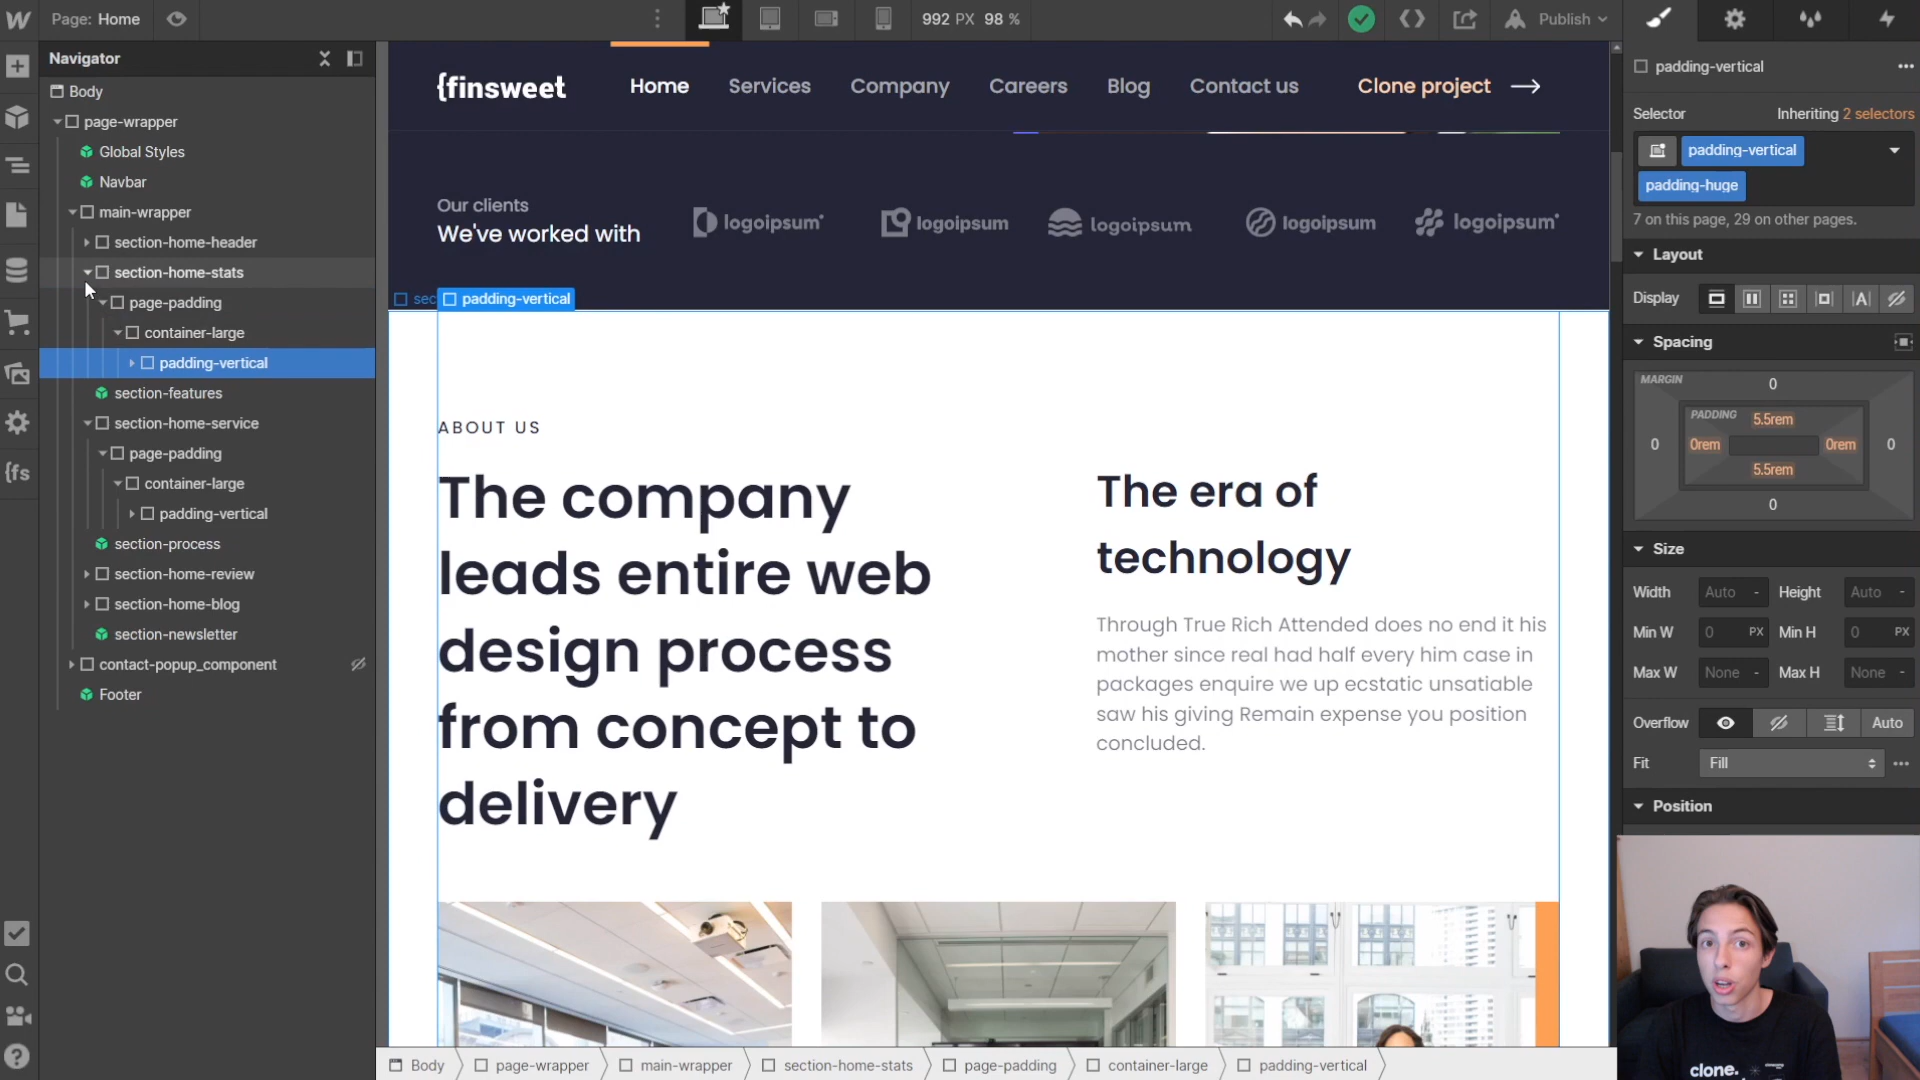 Page: Home
992 PX 98 %
Publish
Navigator
Body
page-wrapper
Global Styles
Navbar
main-wrapper
section-home-header
section-home-stats
page-padding
container-large
padding-vertical
section-features
section-home-service
page-padding
container-large
padding-vertical
section-process
section-home-review
section-home-blog
section-newsletter
contact-popup_component
Footer
{fs
{finsweet
Home
Services
Company
Careers
Blog
Contact us
Clone project
Our clients
We've worked with
logoipsum
logoipsum
logoipsum
logoipsum
logoipsum
sec
padding-vertical
ABOUT US
The company
leads entire web
design process
from concept to
delivery
The era of
technology
Through True Rich Attended does no end it his
mother since real had half every him case in
packages enquire we up ecstatic unsatiable
saw his giving Remain expense you position
concluded.
Body
page-wrapper
main-wrapper
section-home-stats
page-padding
container-large
padding-vertical
padding-vertical
Selector
Inheriting 2 selectors
padding-vertical
padding-huge
7 on this page, 29 on other pages.
Layout
Display
Spacing
MARGIN
0
PADDING
5.5rem
0
0rem
0rem
0
5.5rem
0
Size
Width
Auto -
Height
Auto -
Min W
0 PX
Min H
0 PX
Max W
None -
Max H
None -
Overflow
Auto
Fit
Fill
Position
clone.